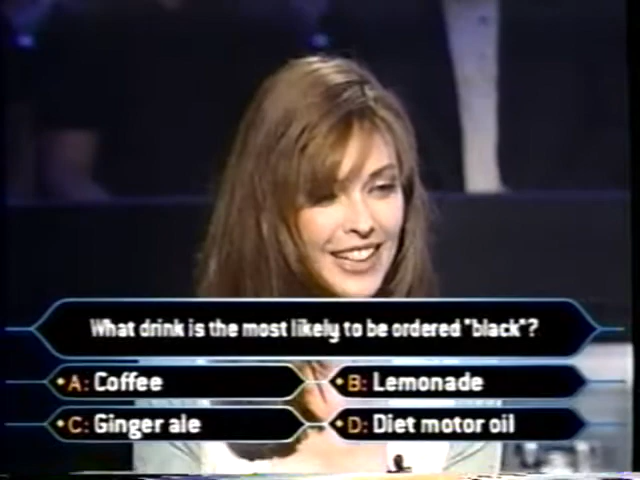 What drink is the most likely to be ordered "black"?
A: Coffee
B: Lemonade
C: Ginger ale
D: Diet motor oil